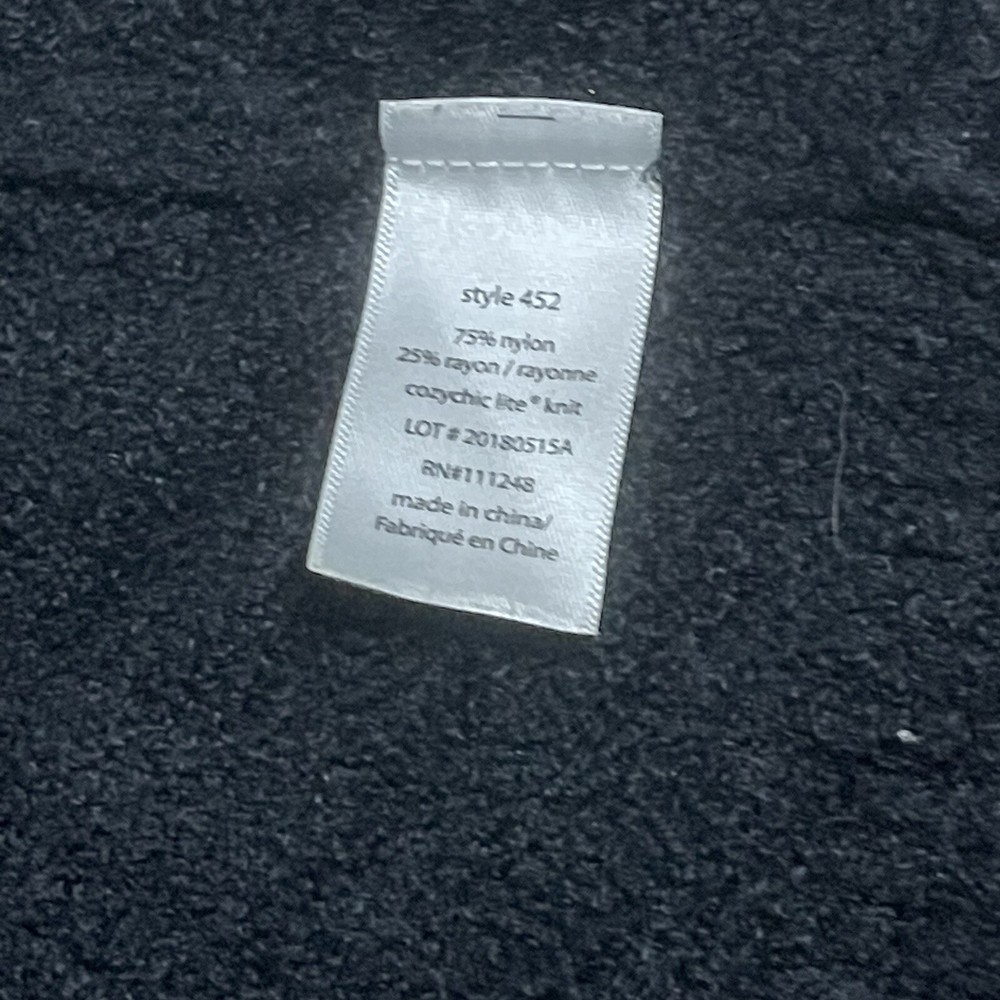 style 452
75% nylon
25% rayon / rayonne
cozychic lite® knit
LOT # 20180515A
RN#111248
made in china/
Fabriqué en Chine